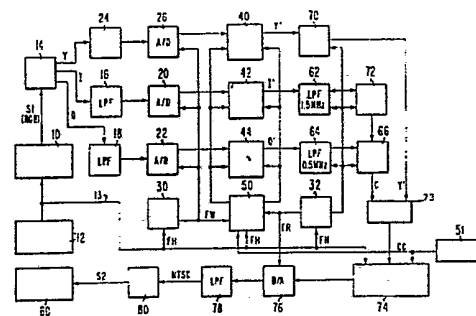 24 26 40 70
14 Y A/D Y'
I
16 20 42 62 72
Q LPF A/D I' LPF 1.5MHz
S1 (RGB)
10 18 22 44 64 66
LPF A/D Q' LPF 0.5MHz
30 50 32 C Y'
13 73
12 FW FR 51
FH FH FH CC
S2 NTSC LPF D/A
60 80 78 76 74